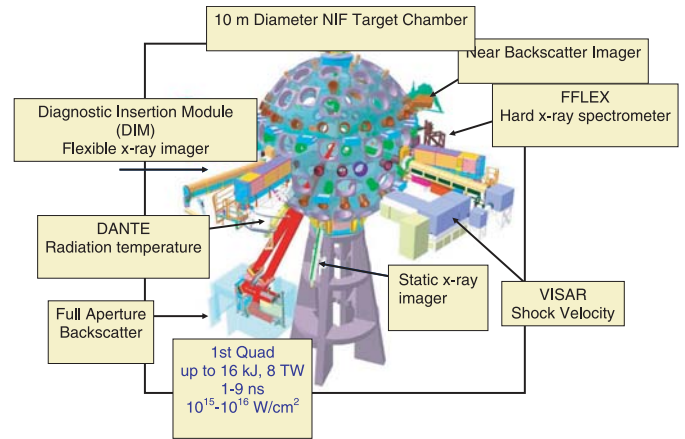 10 m Diameter NIF Target Chamber
Near Backscatter Imager
FFLEX
Hard x-ray spectrometer
Diagnostic Insertion Module
(DIM)
Flexible x-ray imager
DANTE
Radiation temperature
Static x-ray
imager
VISAR
Shock Velocity
Full Aperture
Backscatter
1st Quad
up to 16 kJ, 8 TW
1-9 ns
10¹⁵-10¹⁶ W/cm²